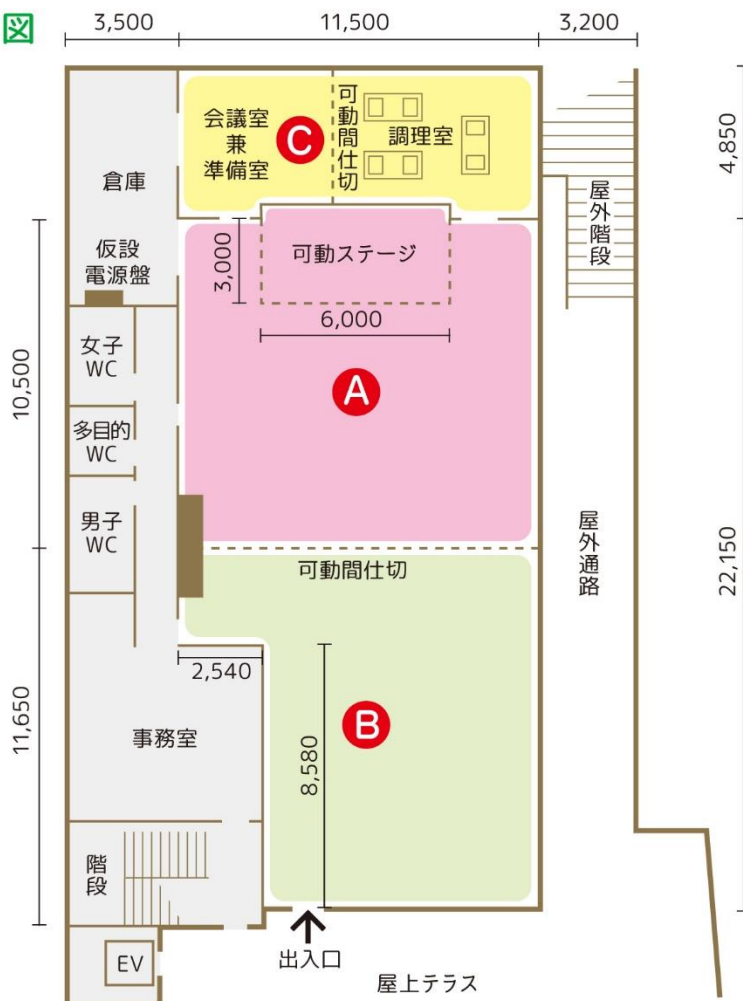 図
3,500
11,500
3,200
会議室
兼
準備室
C
可動間仕切
調理室
4,850
倉庫
屋外階段
仮設
電源盤
3,000
可動ステージ
6,000
女子
WC
10,500
A
多目的
WC
男子
WC
屋外通路
22,150
可動間仕切
2,540
11,650
事務室
B
8,580
階段
EV
出入口
屋上テラス